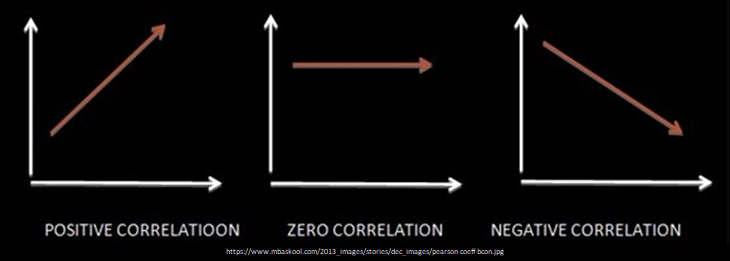 POSITIVE CORRELATIOON
ZERO CORRELATION
NEGATIVE CORRELATION
https://www.mbaskool.com/2013_images/stories/dec_images/pearson coeff bcon.jpg